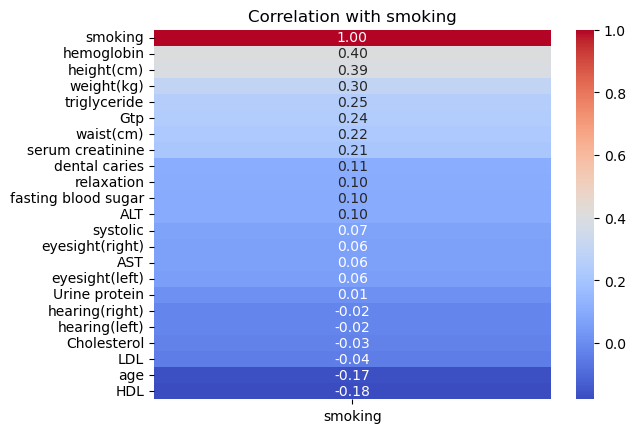 Correlation with smoking
smoking 1.00
hemoglobin 0.40
height(cm) 0.39
weight(kg) 0.30
triglyceride 0.25
Gtp 0.24
waist(cm) 0.22
serum creatinine 0.21
dental caries 0.11
relaxation 0.10
fasting blood sugar 0.10
ALT 0.10
systolic 0.07
eyesight(right) 0.06
AST 0.06
eyesight(left) 0.06
Urine protein 0.01
hearing(right) -0.02
hearing(left) -0.02
Cholesterol -0.03
LDL -0.04
age -0.17
HDL -0.18
smoking
1.0
0.8
0.6
0.4
0.2
0.0